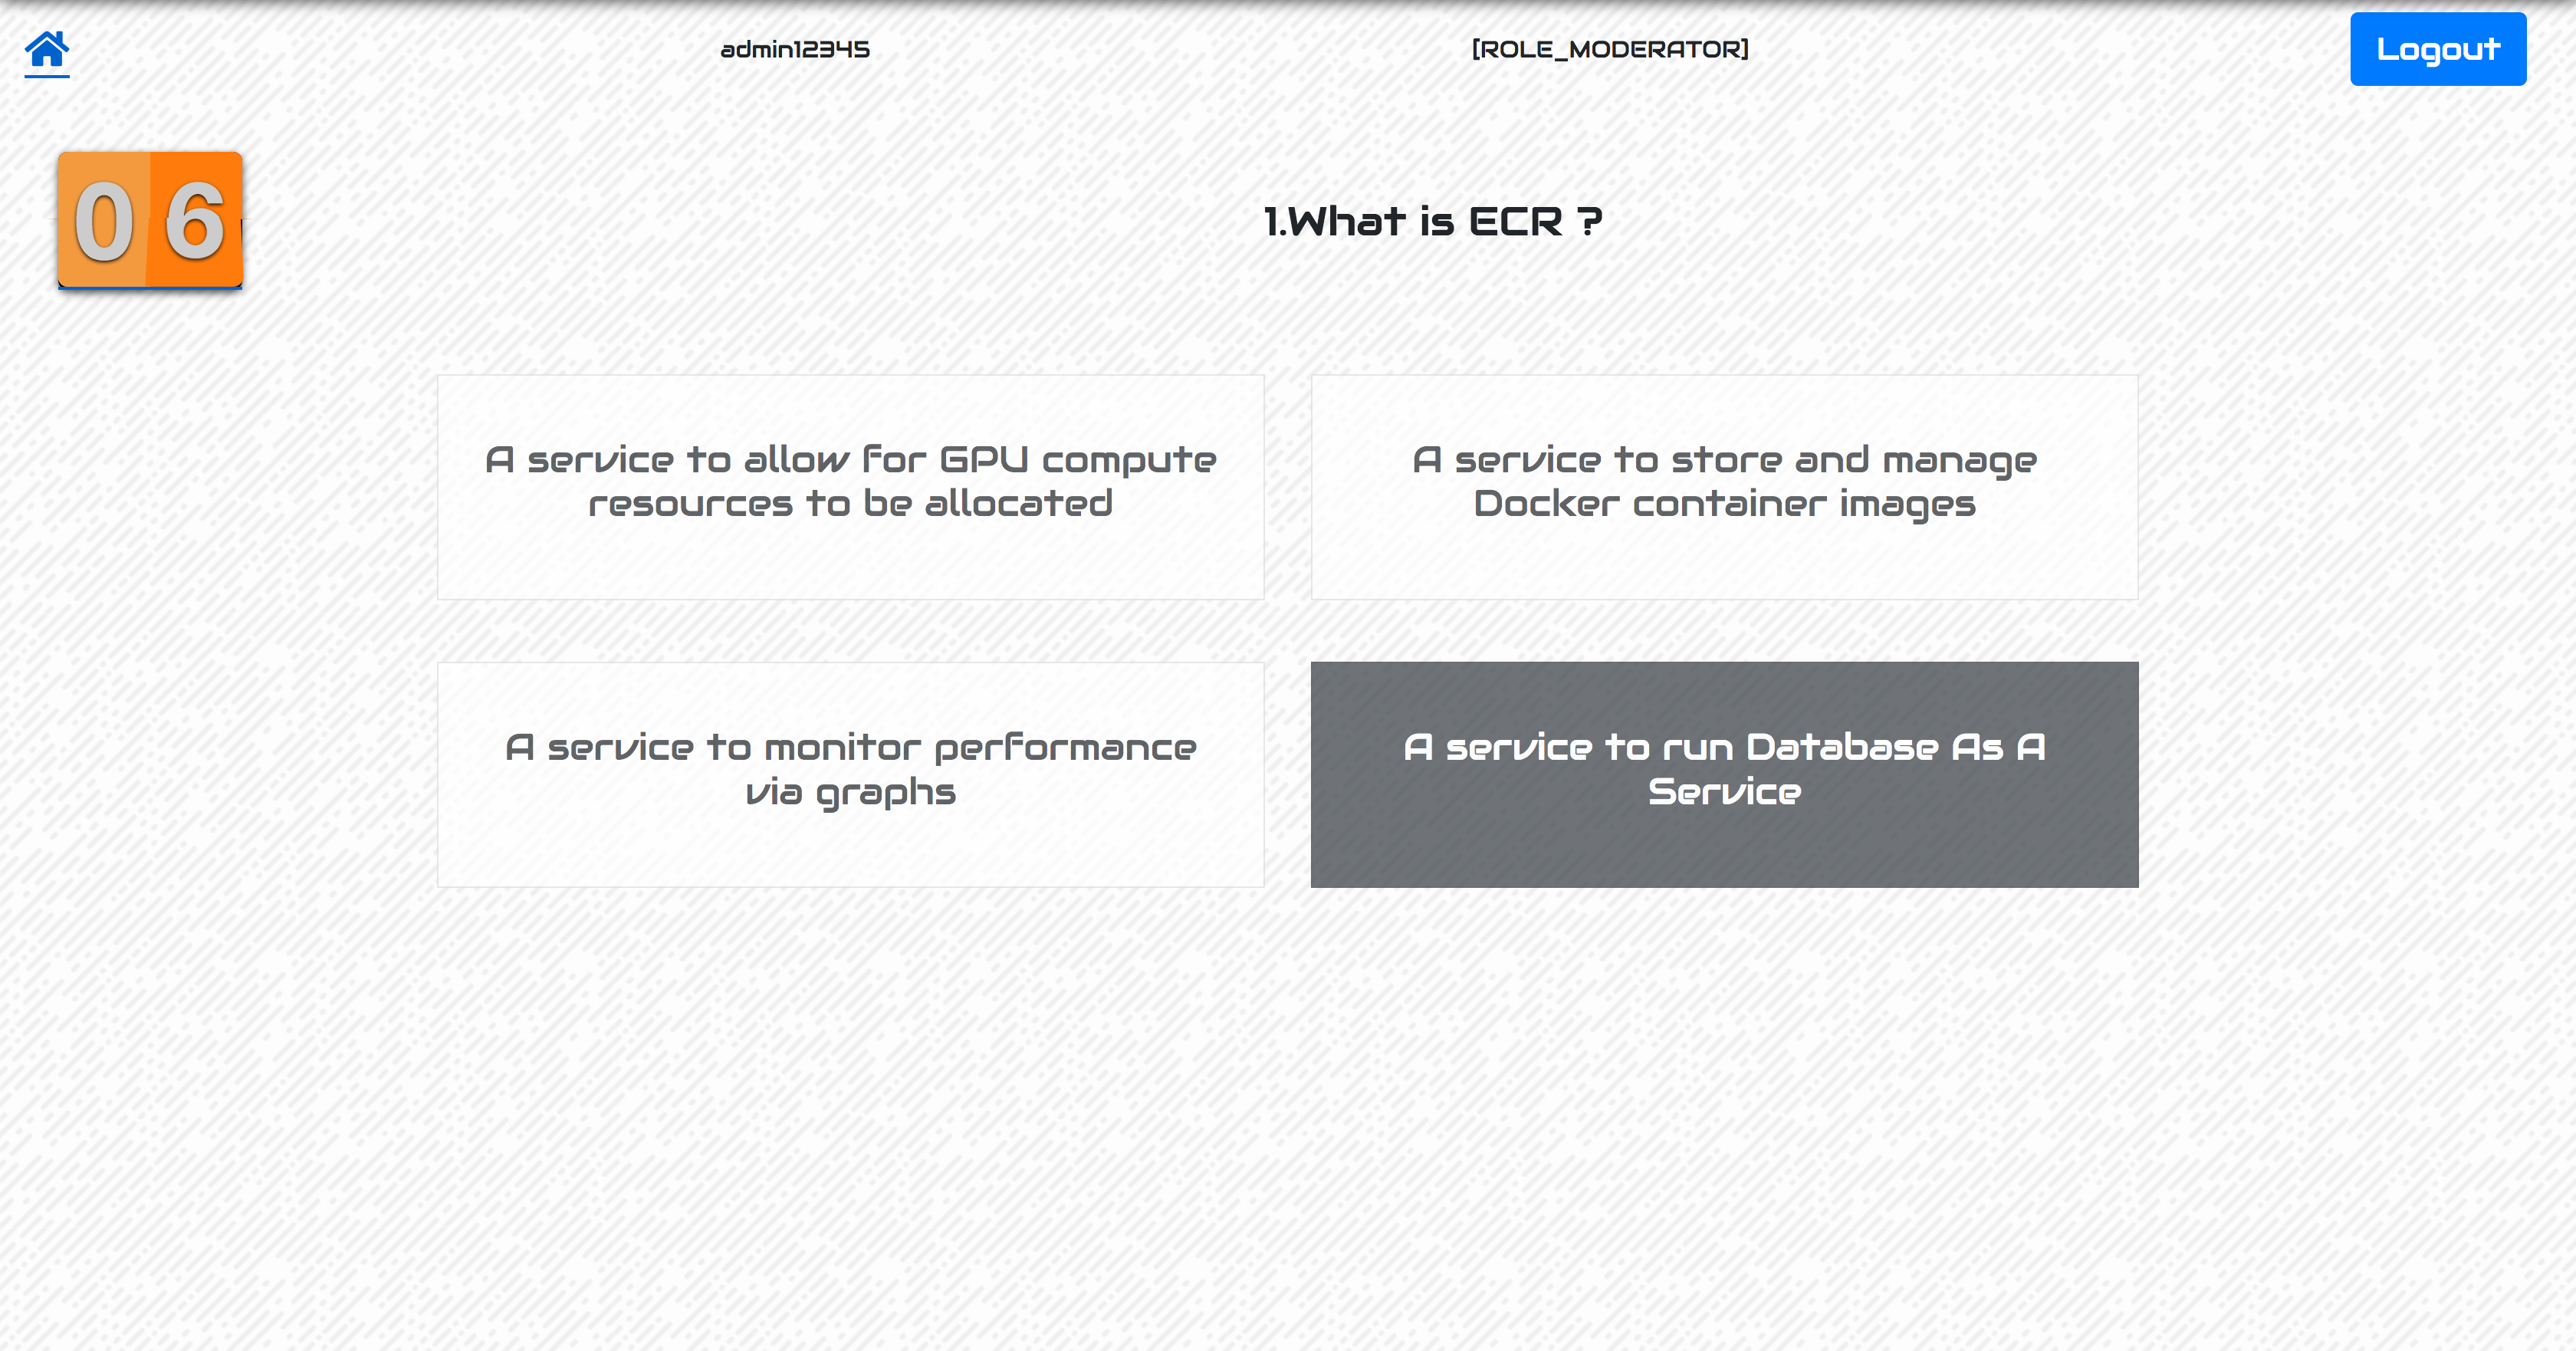 admin12345
[ROLE_MODERATOR]
Logout
06
1.What is ECR ?
A service to allow for GPU compute
resources to be allocated
A service to store and manage
Docker container images
A service to monitor performance
via graphs
A service to run Database As A
Service